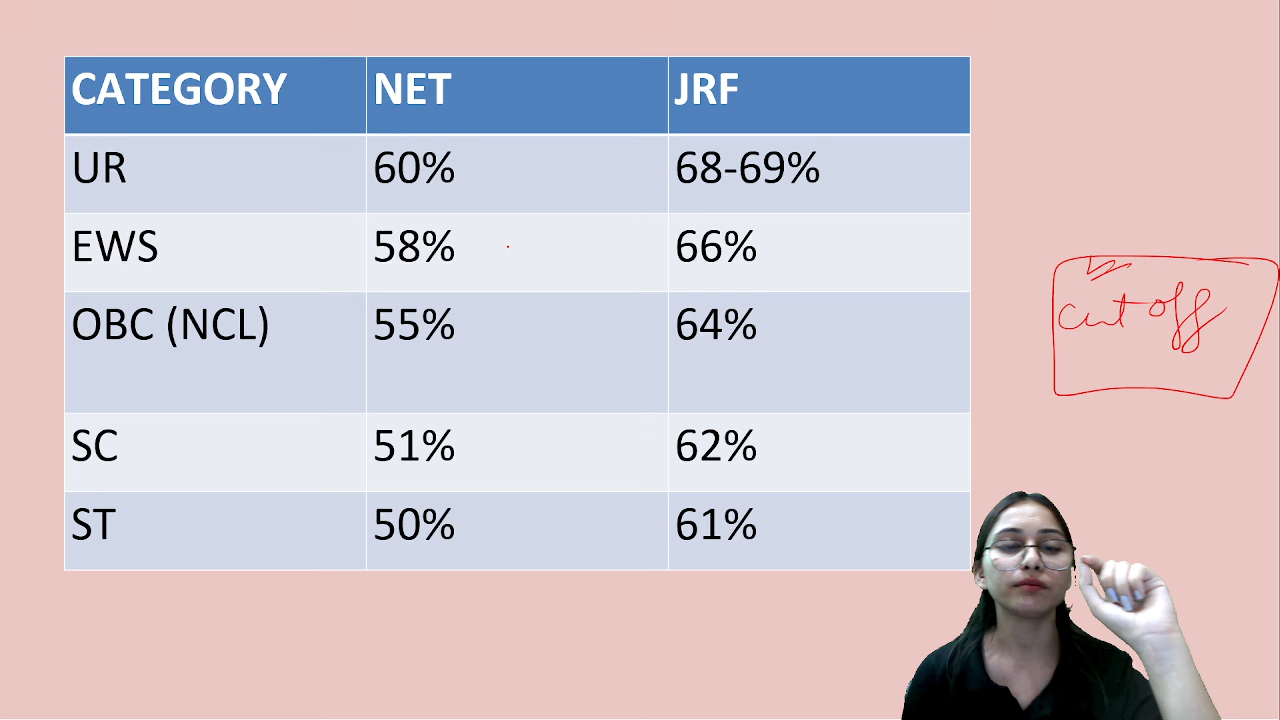 CATEGORY NET JRF
UR 60% 68-69%
EWS 58% 66%
OBC (NCL) 55% 64%
SC 51% 62%
ST 50% 61%
cut off